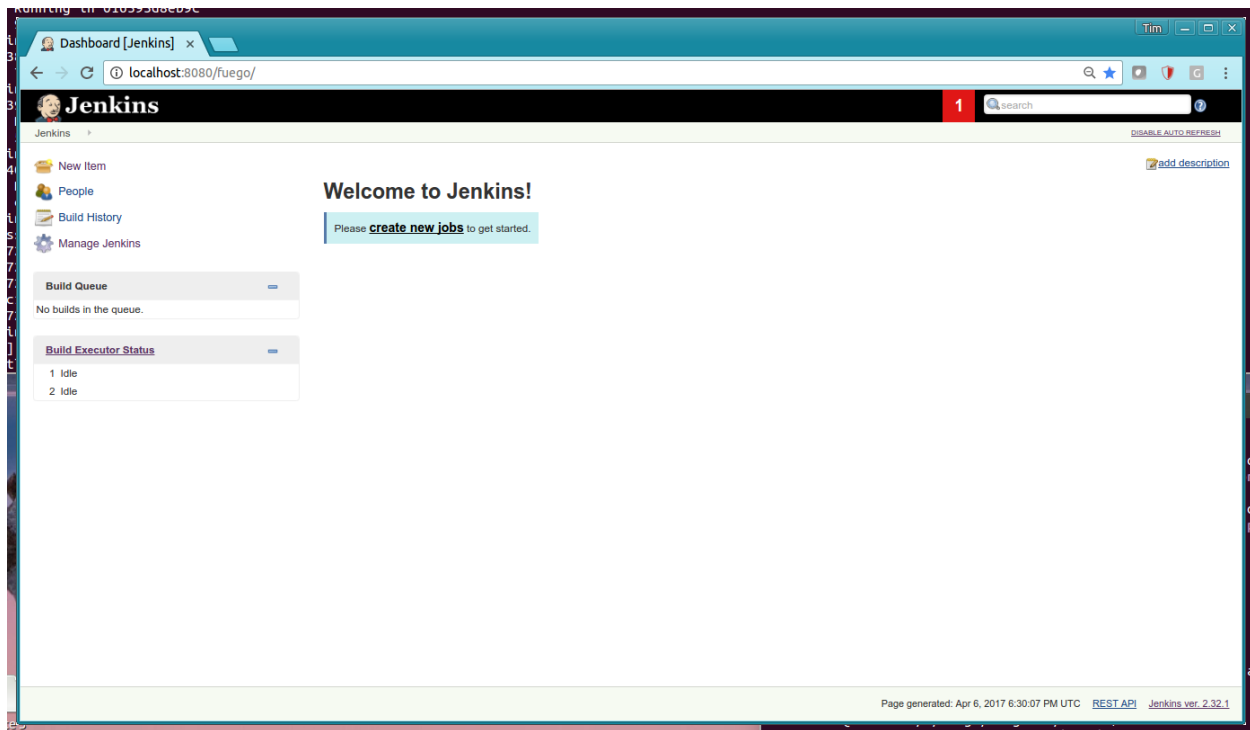 Running in 010393d8eb9c
Tim
Dashboard [Jenkins]
localhost:8080/fuego/
Jenkins
1
search
Jenkins
DISABLE AUTO REFRESH
New Item
add description
People
Welcome to Jenkins!
Build History
Please create new jobs to get started.
Manage Jenkins
Build Queue
No builds in the queue.
Build Executor Status
1 Idle
2 Idle
Page generated: Apr 6, 2017 6:30:07 PM UTC REST API Jenkins ver. 2.32.1